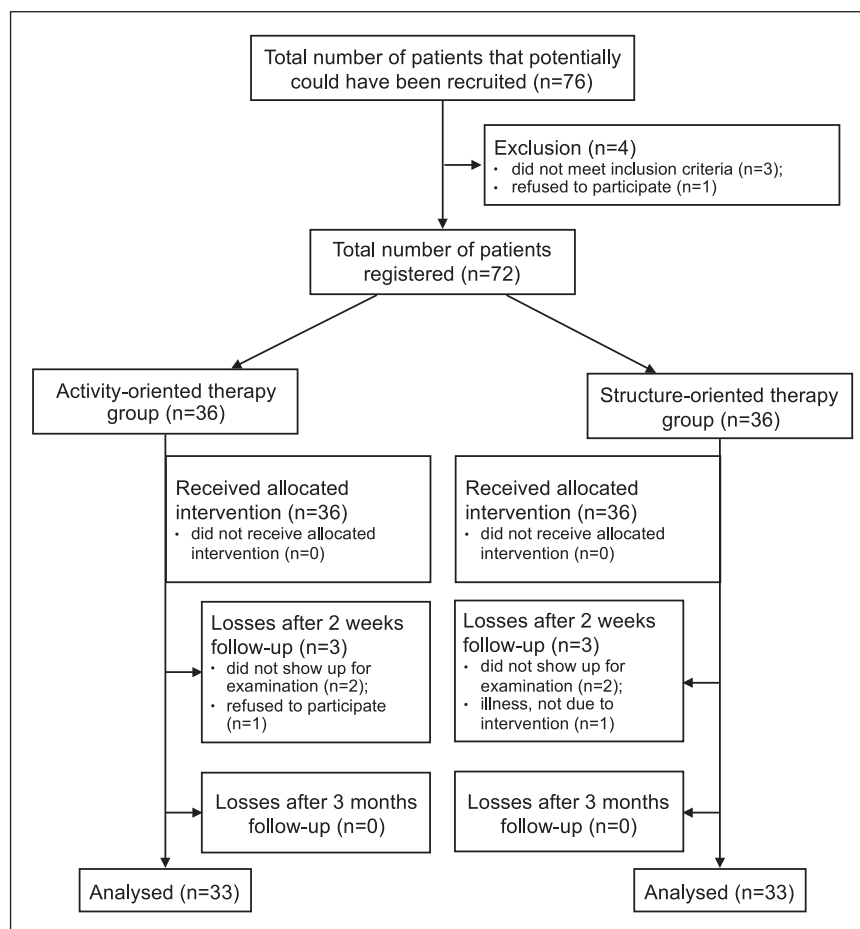 Total number of patients that potentially
could have been recruited (n=76)
Exclusion (n=4)
• did not meet inclusion criteria (n=3);
• refused to participate (n=1)
Total number of patients
registered (n=72)
Activity-oriented therapy
group (n=36)
Structure-oriented therapy
group (n=36)
Received allocated
intervention (n=36)
• did not receive allocated
intervention (n=0)
Received allocated
intervention (n=36)
• did not receive allocated
intervention (n=0)
Losses after 2 weeks
follow-up (n=3)
• did not show up for
examination (n=2);
• refused to participate
(n=1)
Losses after 2 weeks
follow-up (n=3)
• did not show up for
examination (n=2);
• illness, not due to
intervention (n=1)
Losses after 3 months
follow-up (n=0)
Losses after 3 months
follow-up (n=0)
Analysed (n=33)
Analysed (n=33)